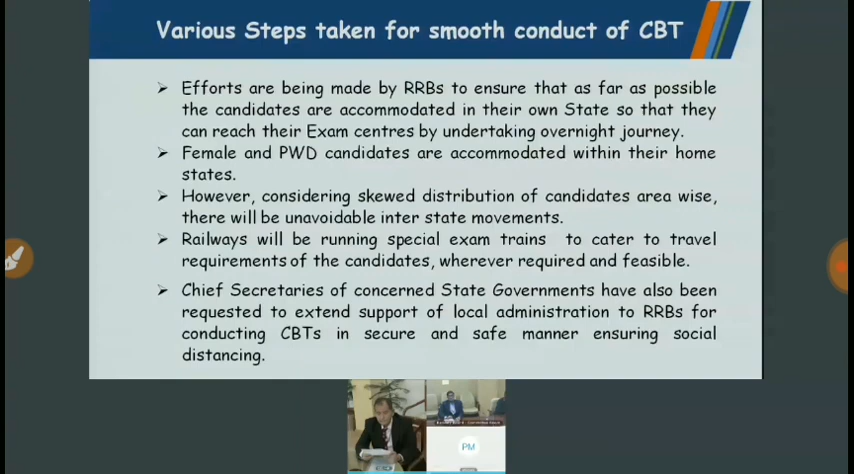 Various Steps taken for smooth conduct of CBT
➢ Efforts are being made by RRBs to ensure that as far as possible
the candidates are accommodated in their own State so that they
can reach their Exam centres by undertaking overnight journey.
➢ Female and PWD candidates are accommodated within their home
states.
➢ However, considering skewed distribution of candidates area wise,
there will be unavoidable inter state movements.
➢ Railways will be running special exam trains to cater to travel
requirements of the candidates, wherever required and feasible.
➢ Chief Secretaries of concerned State Governments have also been
requested to extend support of local administration to RRBs for
conducting CBTs in secure and safe manner ensuring social
distancing.
PM